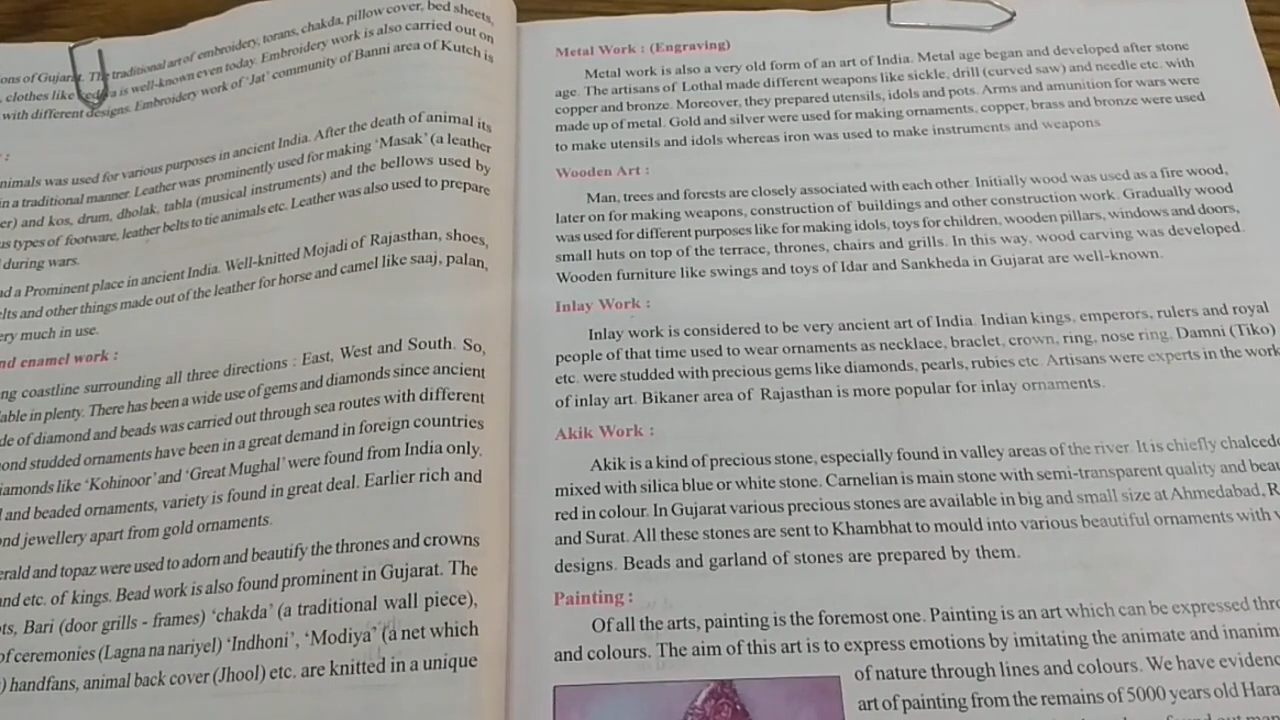 ons of Gujarat. The traditional art of embroidery, torans, chakda, pillow cover, bed sheets,
clothes like is well-known even today. Embroidery work is also carried out on
with different designs. Embroidery work of 'Jat' community of Banni area of Kutch is
:
nimals was used for various purposes in ancient India. After the death of animal its
in a traditional manner. Leather was prominently used for making 'Masak' (a leather
er) and kos, drum, dholak, tabla (musical instruments) and the bellows used by
us types of footware, leather belts to tie animals etc. Leather was also used to prepare
during wars.
ad a Prominent place in ancient India. Well-knitted Mojadi of Rajasthan, shoes,
elts and other things made out of the leather for horse and camel like saaj, palan,
ery much in use.
nd enamel work :
ng coastline surrounding all three directions : East, West and South. So,
able in plenty. There has been a wide use of gems and diamonds since ancient
de of diamond and beads was carried out through sea routes with different
ond studded ornaments have been in a great demand in foreign countries
iamonds like 'Kohinoor' and 'Great Mughal' were found from India only.
l and beaded ornaments, variety is found in great deal. Earlier rich and
nd jewellery apart from gold ornaments.
erald and topaz were used to adorn and beautify the thrones and crowns
und etc. of kings. Bead work is also found prominent in Gujarat. The
ots, Bari (door grills - frames) 'chakda' (a traditional wall piece),
of ceremonies (Lagna na nariyel) 'Indhoni', 'Modiya' (a net which
) handfans, animal back cover (Jhool) etc. are knitted in a unique
Metal Work : (Engraving)
Metal work is also a very old form of an art of India. Metal age began and developed after stone
age. The artisans of Lothal made different weapons like sickle, drill (curved saw) and needle etc. with
copper and bronze. Moreover, they prepared utensils, idols and pots. Arms and amunition for wars were
made up of metal. Gold and silver were used for making ornaments, copper, brass and bronze were used
to make utensils and idols whereas iron was used to make instruments and weapons
Wooden Art :
Man, trees and forests are closely associated with each other. Initially wood was used as a fire wood,
later on for making weapons, construction of buildings and other construction work. Gradually wood
was used for different purposes like for making idols, toys for children, wooden pillars, windows and doors,
small huts on top of the terrace, thrones, chairs and grills. In this way, wood carving was developed.
Wooden furniture like swings and toys of Idar and Sankheda in Gujarat are well-known.
Inlay Work :
Inlay work is considered to be very ancient art of India. Indian kings, emperors, rulers and royal
people of that time used to wear ornaments as necklace, braclet, crown, ring, nose ring, Damni (Tiko)
etc. were studded with precious gems like diamonds, pearls, rubies etc. Artisans were experts in the work
of inlay art. Bikaner area of Rajasthan is more popular for inlay ornaments.
Akik Work :
Akik is a kind of precious stone, especially found in valley areas of the river. It is chiefly chalced
mixed with silica blue or white stone. Carnelian is main stone with semi-transparent quality and beau
red in colour. In Gujarat various precious stones are available in big and small size at Ahmedabad, R
and Surat. All these stones are sent to Khambhat to mould into various beautiful ornaments with
designs. Beads and garland of stones are prepared by them.
Painting :
Of all the arts, painting is the foremost one. Painting is an art which can be expressed thro
and colours. The aim of this art is to express emotions by imitating the animate and inanim
of nature through lines and colours. We have evidenc
art of painting from the remains of 5000 years old Hara